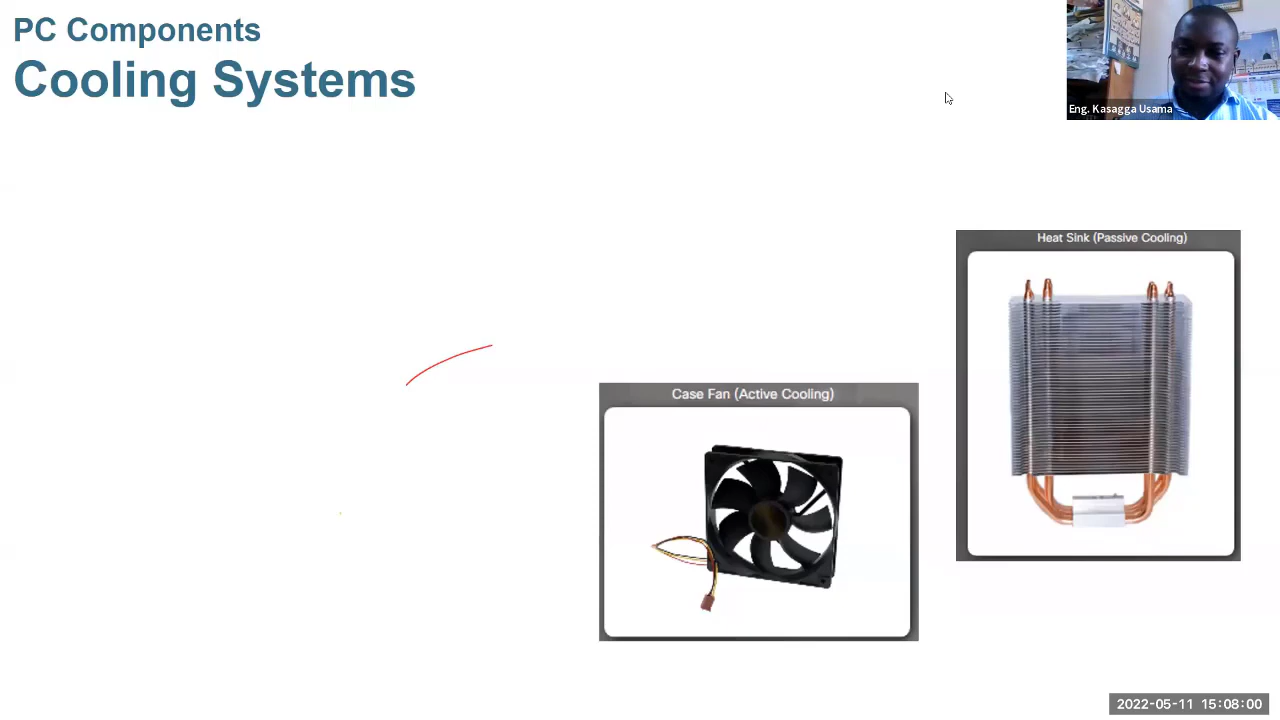 PC Components
Cooling Systems
Eng. Kasagga Usama
Heat Sink (Passive Cooling)
Case Fan (Active Cooling)
2022-05-11 15:08:00